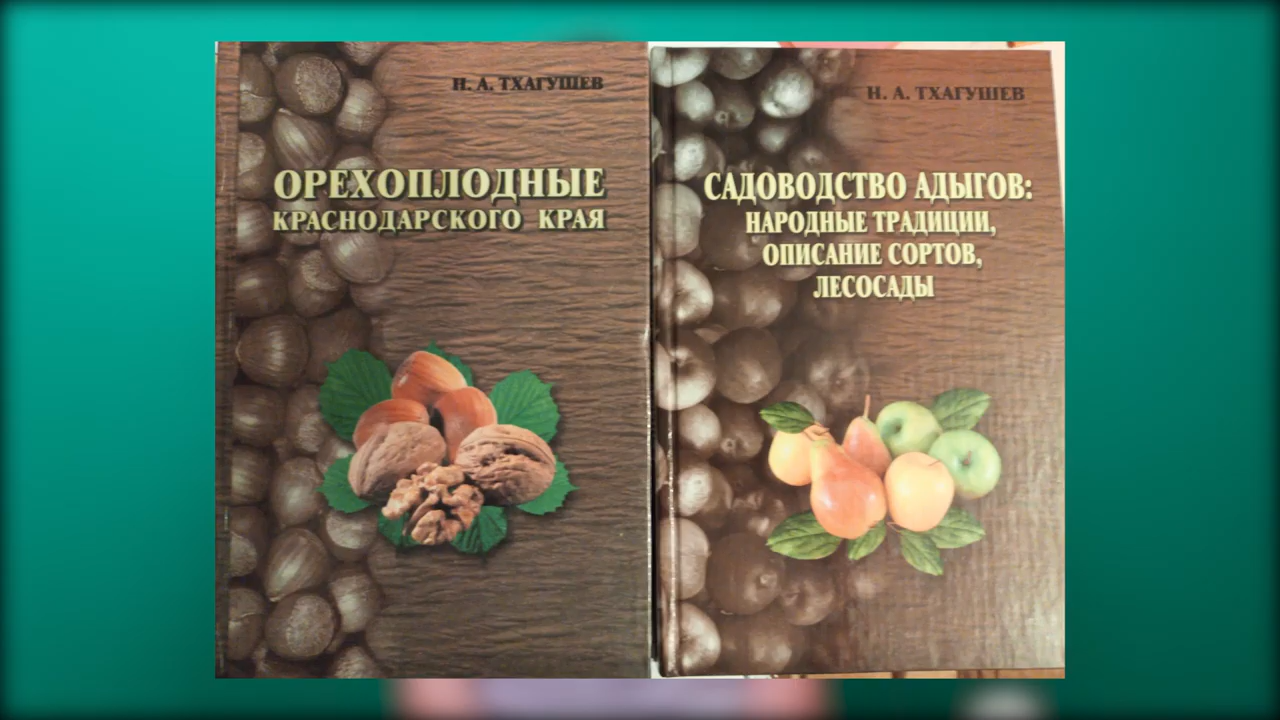 Н. А. ТХАГУШЕВ
ОРЕХОПЛОДНЫЕ
КРАСНОДАРСКОГО КРАЯ
Н. А. ТХАГУШЕВ
САДОВОДСТВО АДЫГОВ:
НАРОДНЫЕ ТРАДИЦИИ,
ОПИСАНИЕ СОРТОВ,
ЛЕСОСАДЫ